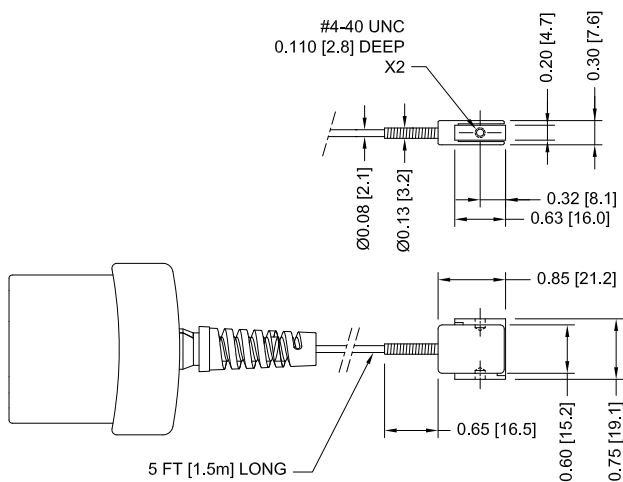 #4-40 UNC
0.110 [2.8] DEEP
X2
0.20 [4.7]
0.30 [7.6]
Ø0.08 [2.1]
Ø0.13 [3.2]
0.32 [8.1]
0.63 [16.0]
0.85 [21.2]
0.65 [16.5]
0.60 [15.2]
0.75 [19.1]
5 FT [1.5m] LONG